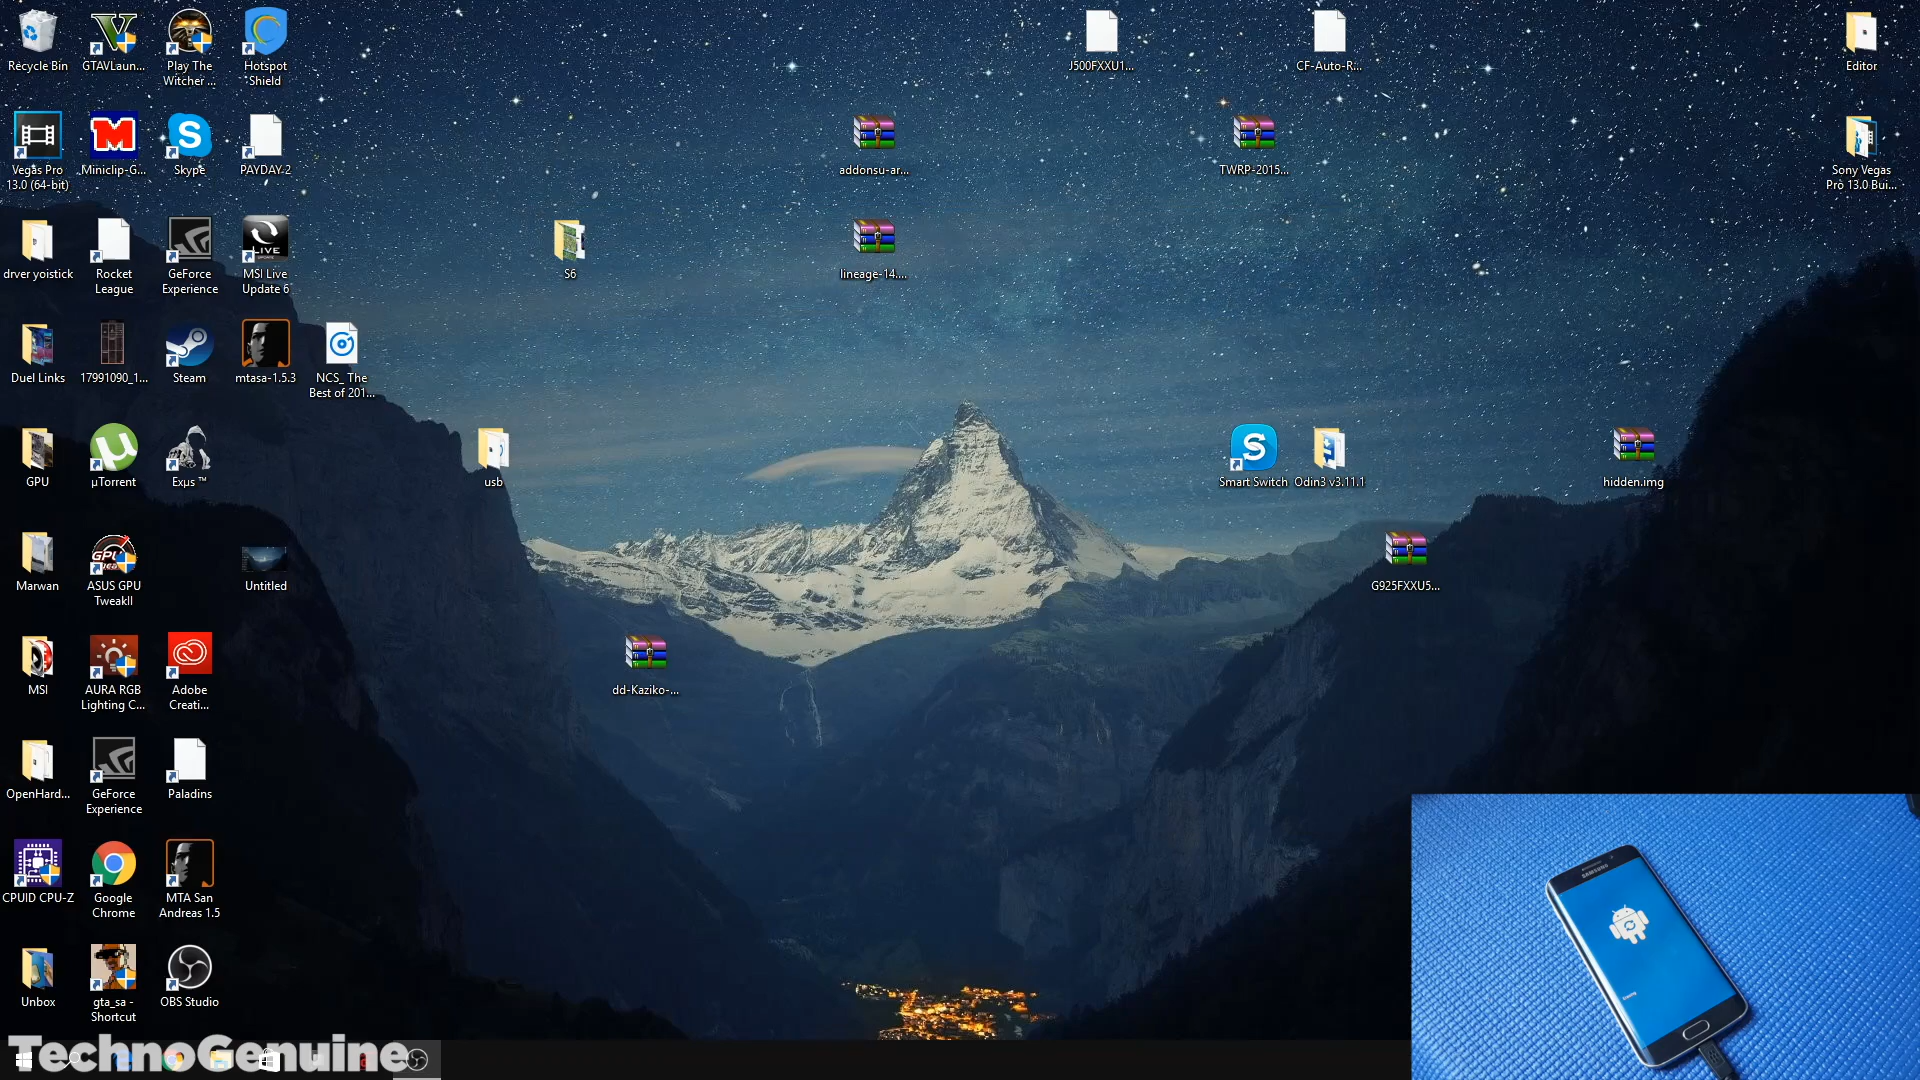 Recycle Bin
GTAVLaun...
Play The
Witcher ...
Hotspot
Shield
J500FXXU1...
CF-Auto-R...
Editor
Vegas Pro
13.0 (64-bit)
Miniclip-G...
Skype
PAYDAY 2
addonsu-ar...
TWRP-2015...
Sony Vegas
Pro 13.0 Bui...
drver yoistick
Rocket
League
GeForce
Experience
LIVE
MSI Live
Update 6
S6
lineage-14....
Duel Links
17991090_1...
Steam
mtasa-1.5.3
NCS_ The
Best of 201...
GPU
µTorrent
Exµs ™
usb
Smart Switch
Odin3 v3.11.1
hidden.img
Marwan
ASUS GPU
TweakII
Untitled
G925FXXU5...
MSI
AURA RGB
Lighting C...
Adobe
Creati...
dd-Kaziko-...
OpenHard...
GeForce
Experience
Paladins
CPUID CPU-Z
Google
Chrome
MTA San
Andreas 1.5
SAMSUNG
Unbox
gta_sa -
Shortcut
OBS Studio
TechnoGenuine